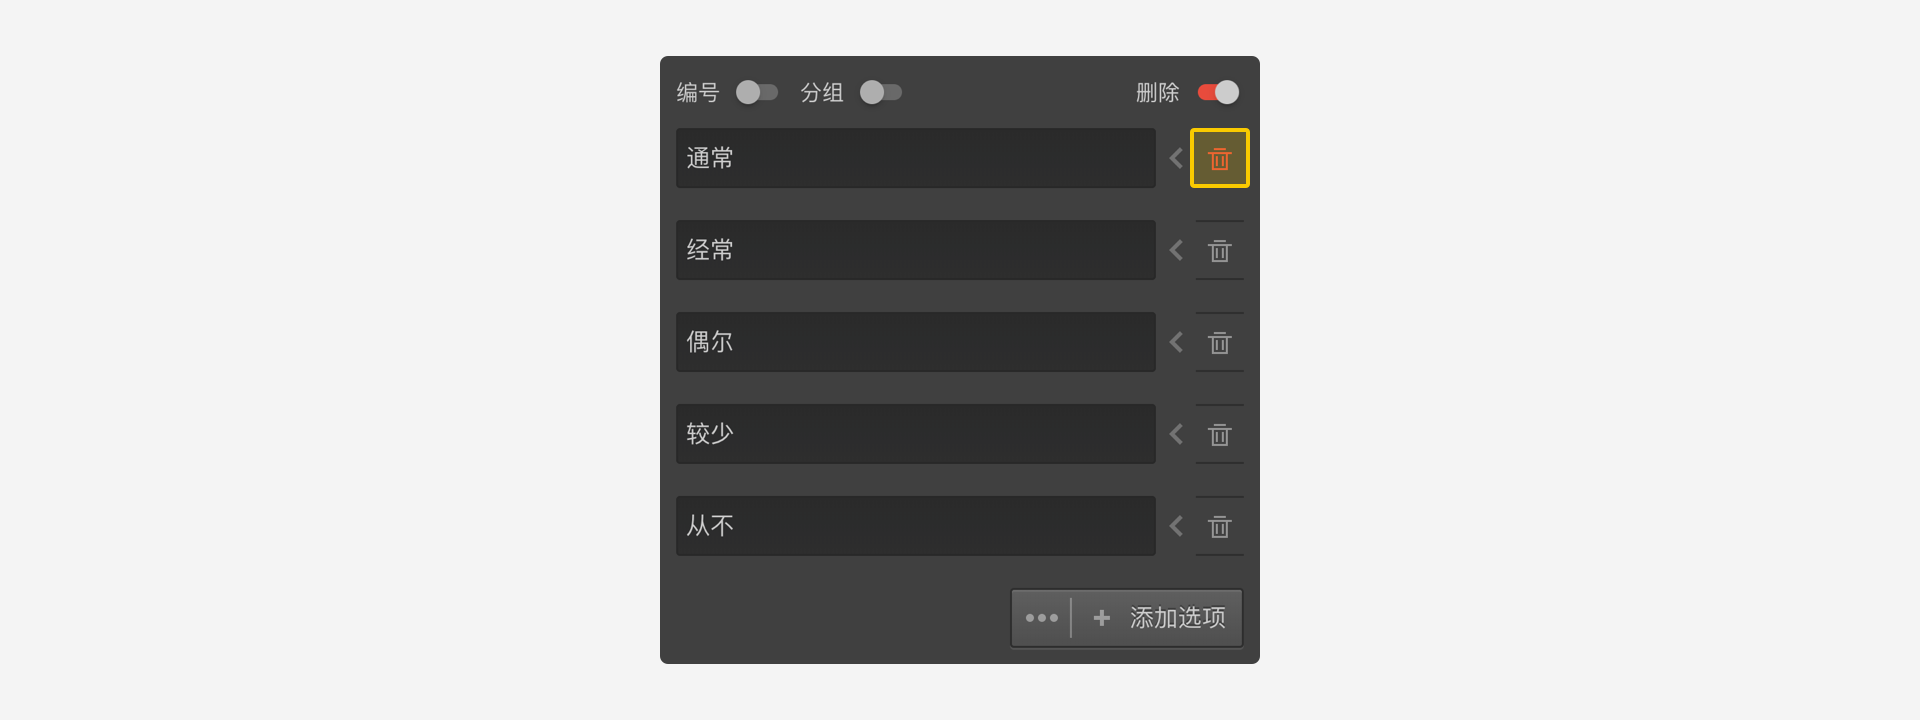 编号 分组 删除
通常
经常
偶尔
较少
从不
添加选项